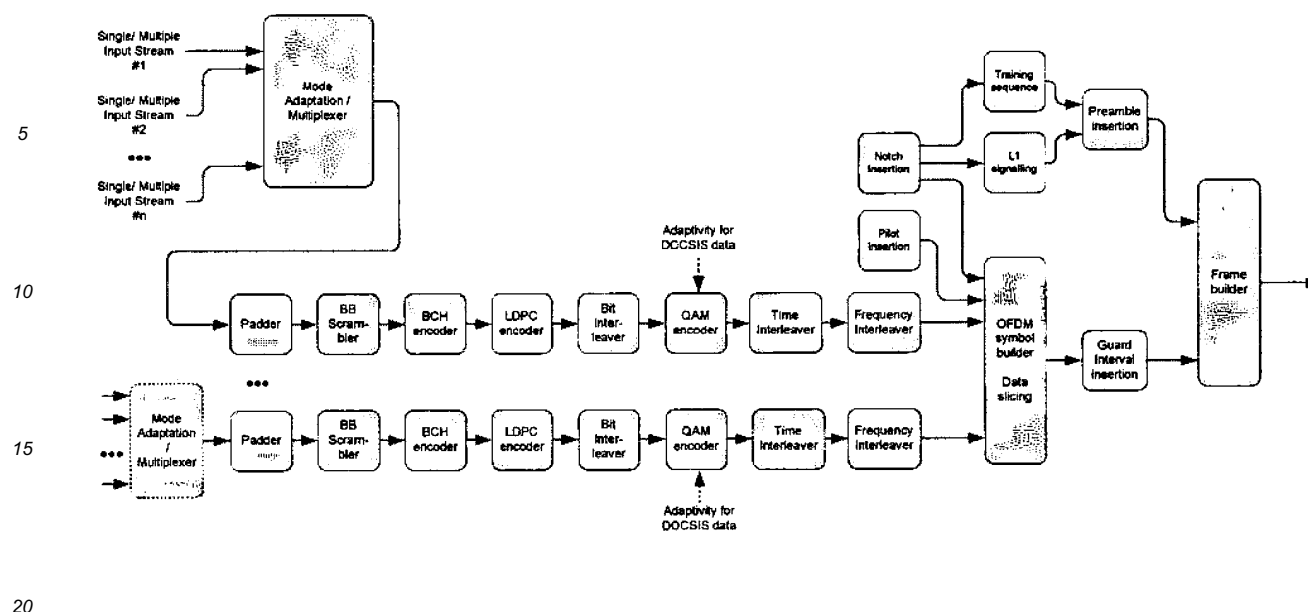 Single/ Multiple
Input Stream
#1
Single/ Multiple
Input Stream
#2
•••
Single/ Multiple
Input Stream
#n
Mode
Adaptation /
Multiplexer
5
Training
sequence
Preamble
insertion
Notch
insertion
L1
signalling
Pilot
insertion
Frame
builder
Adaptivity for
DCCSIS data
10
Padder
BB
Scram-
bler
BCH
encoder
LDPC
encoder
Bit
Inter-
leaver
QAM
encoder
Time
Interleaver
Frequency
Interleaver
OFDM
symbol
builder
Data
slicing
Guard
Interval
insertion
•••
15
•••
Mode
Adaptation
/
Multiplexer
Padder
BB
Scram-
bler
BCH
encoder
LDPC
encoder
Bit
Inter-
leaver
QAM
encoder
Time
Interleaver
Frequency
Interleaver
Adaptivity for
DOCSIS data
20